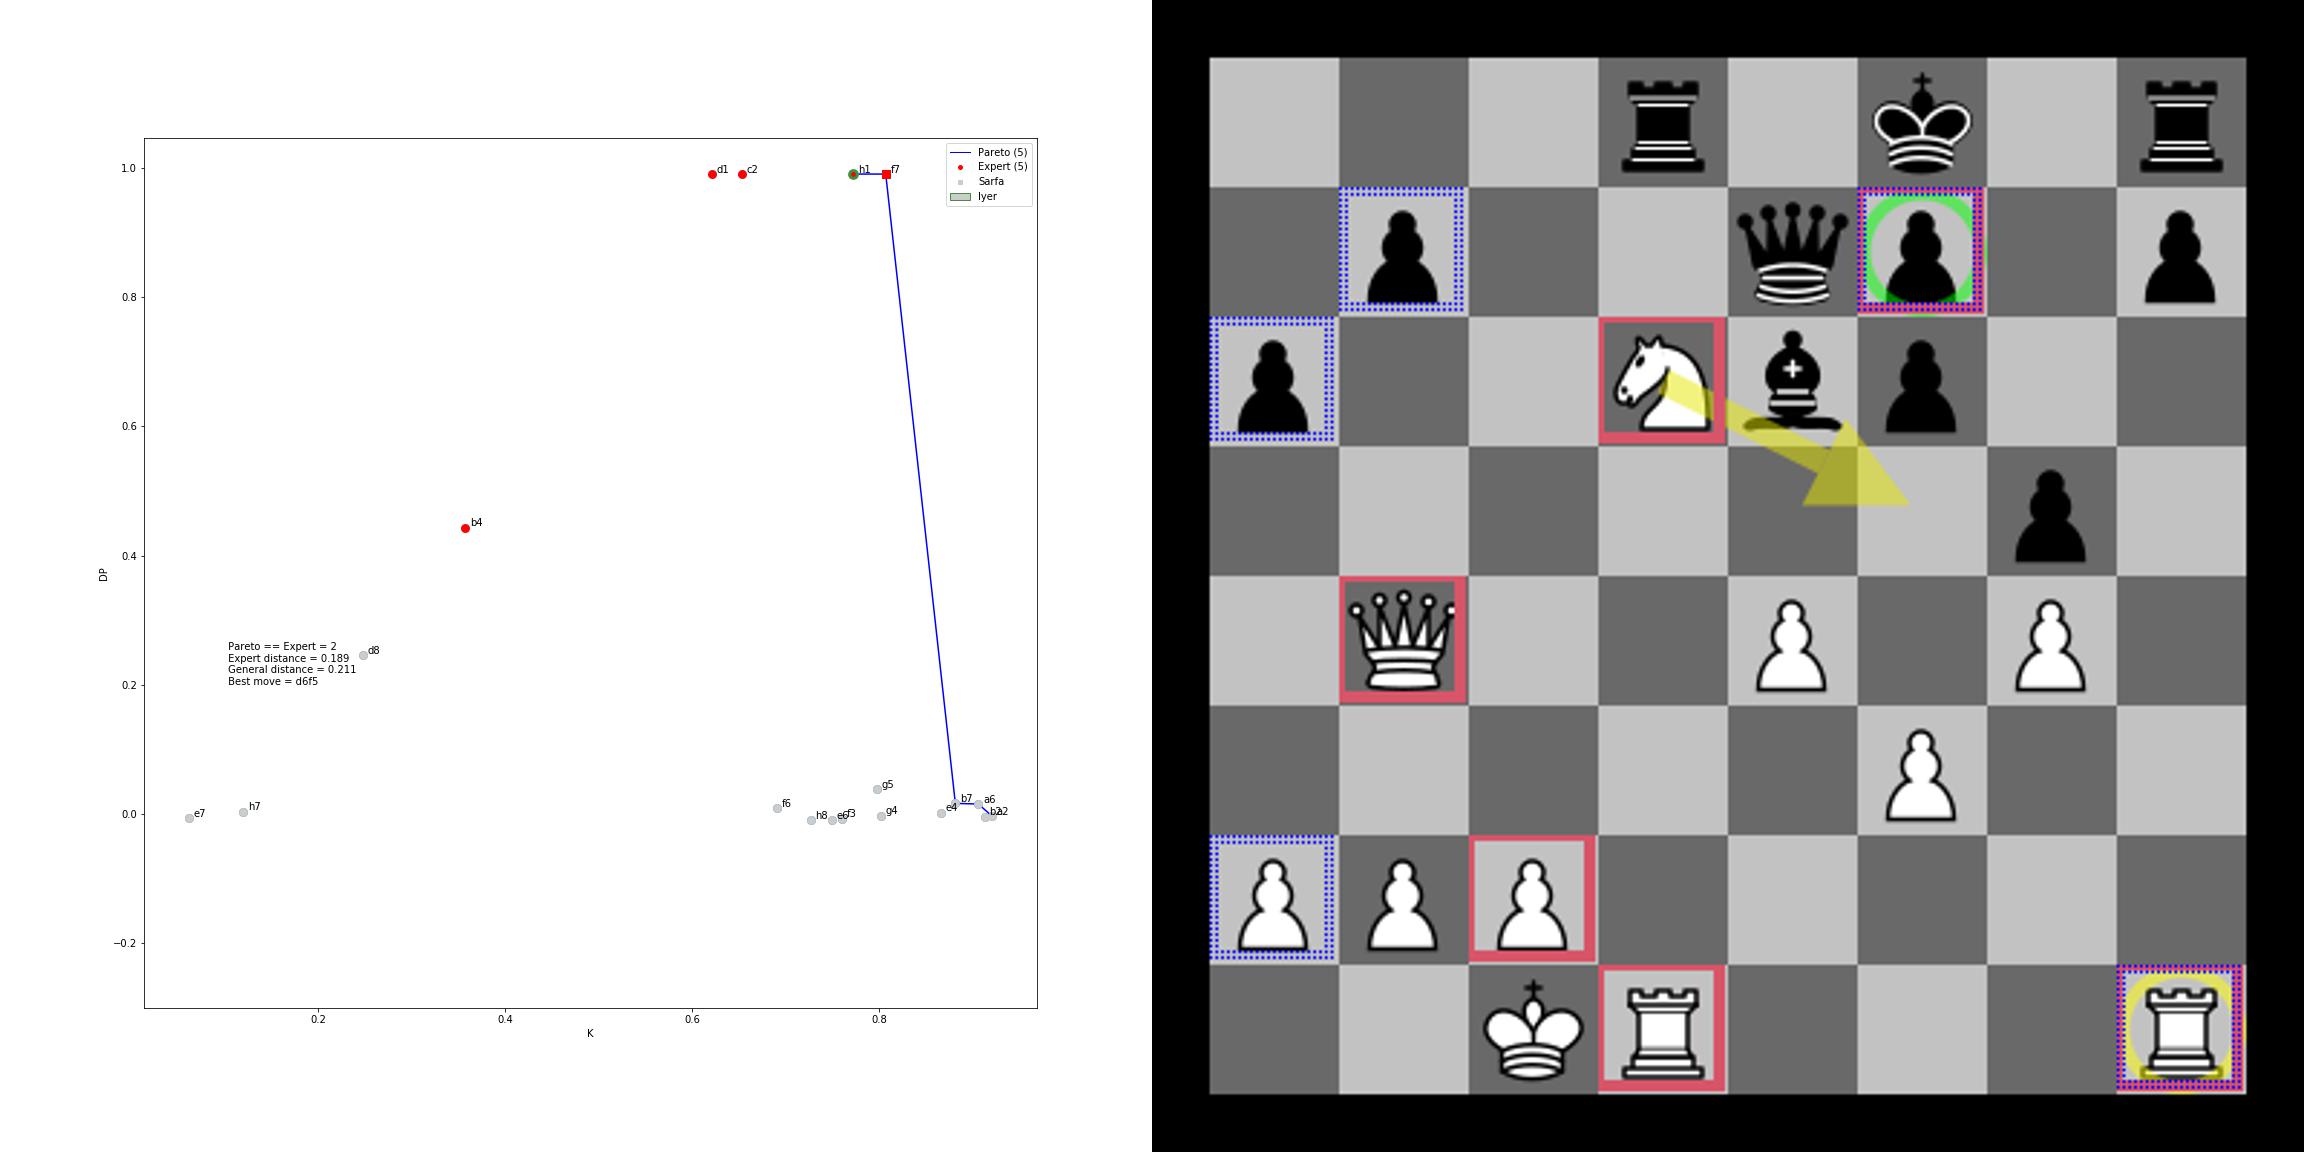 1.0
0.8
0.6
0.4
0.2
0.0
−0.2
DP
d1
c2
h1
f7
Pareto (5)
Expert (5)
Sarfa
Iyer
b4
Pareto == Expert = 2
Expert distance = 0.189
General distance = 0.211
Best move = d6f5
d8
e7
h7
f6
h8
f3
g5
g4
e4
b7
a6
0.2
0.4
0.6
0.8
K